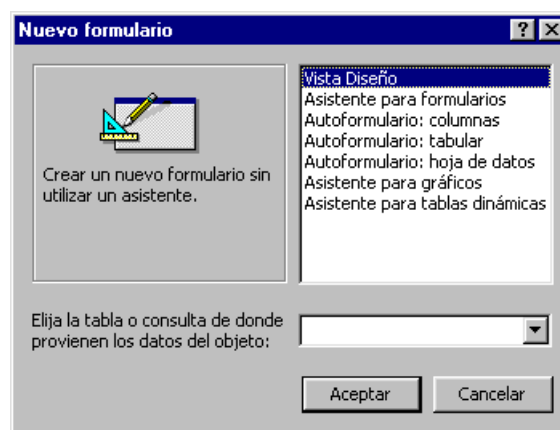 Nuevo formulario
Vista Diseño
Asistente para formularios
Autoformulario: columnas
Autoformulario: tabular
Autoformulario: hoja de datos
Asistente para gráficos
Asistente para tablas dinámicas
Crear un nuevo formulario sin
utilizar un asistente.
Elija la tabla o consulta de donde
provienen los datos del objeto:
Aceptar
Cancelar